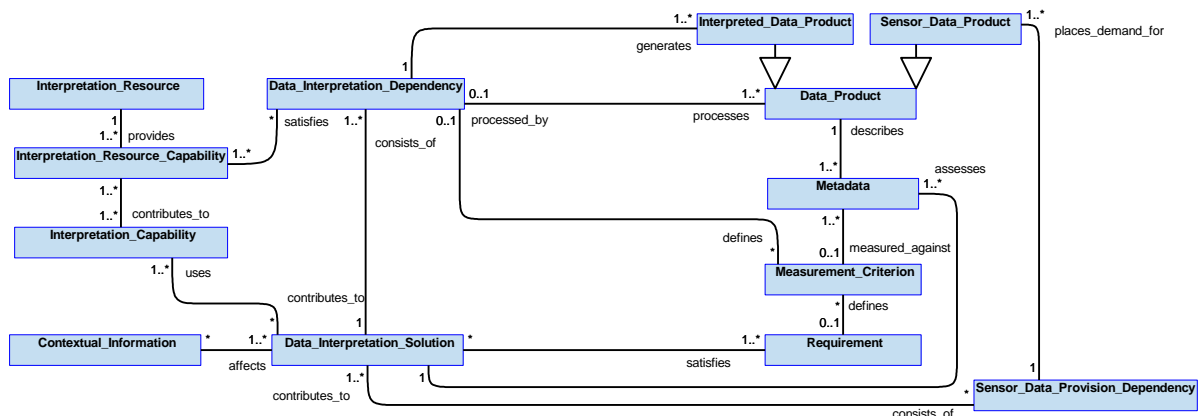 1..*
Interpreted_Data_Product
Sensor_Data_Product
1..*
places_demand_for
generates
1
Interpretation_Resource
Data_Interpretation_Dependency
0..1
1..*
Data_Product
1
provides
1..*
*
satisfies
1..*
consists_of
0..1
processed_by
processes
1
describes
Interpretation_Resource_Capability
1..*
1..*
assesses
1..*
Metadata
1..*
1..*
1..*
contributes_to
1..*
Interpretation_Capability
defines
*
0..1
measured_against
1..*
uses
Measurement_Criterion
*
contributes_to
1
*
defines
0..1
Contextual_Information
*
1..*
Data_Interpretation_Solution
*
1..*
Requirement
affects
satisfies
1..*
1
1
contributes_to
*
Sensor_Data_Provision_Dependency
consists_of